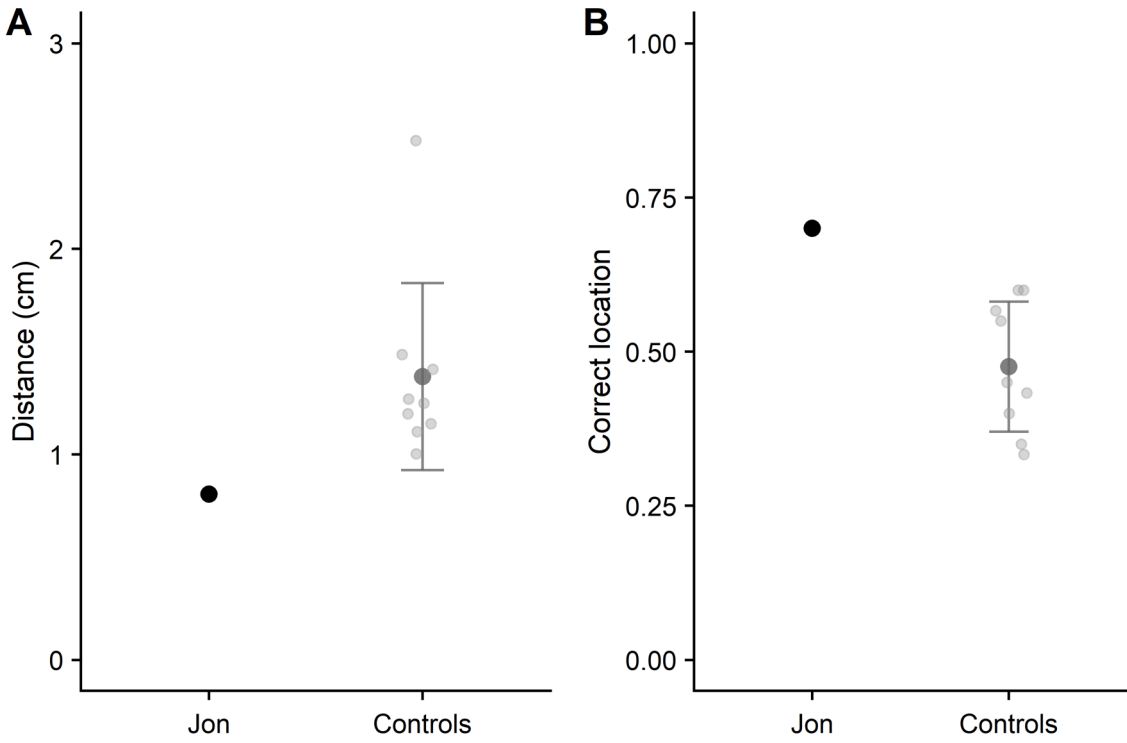 A
Distance (cm)
3
2
1
0
Jon Controls
B
Correct location
1.00
0.75
0.50
0.25
0.00
Jon Controls